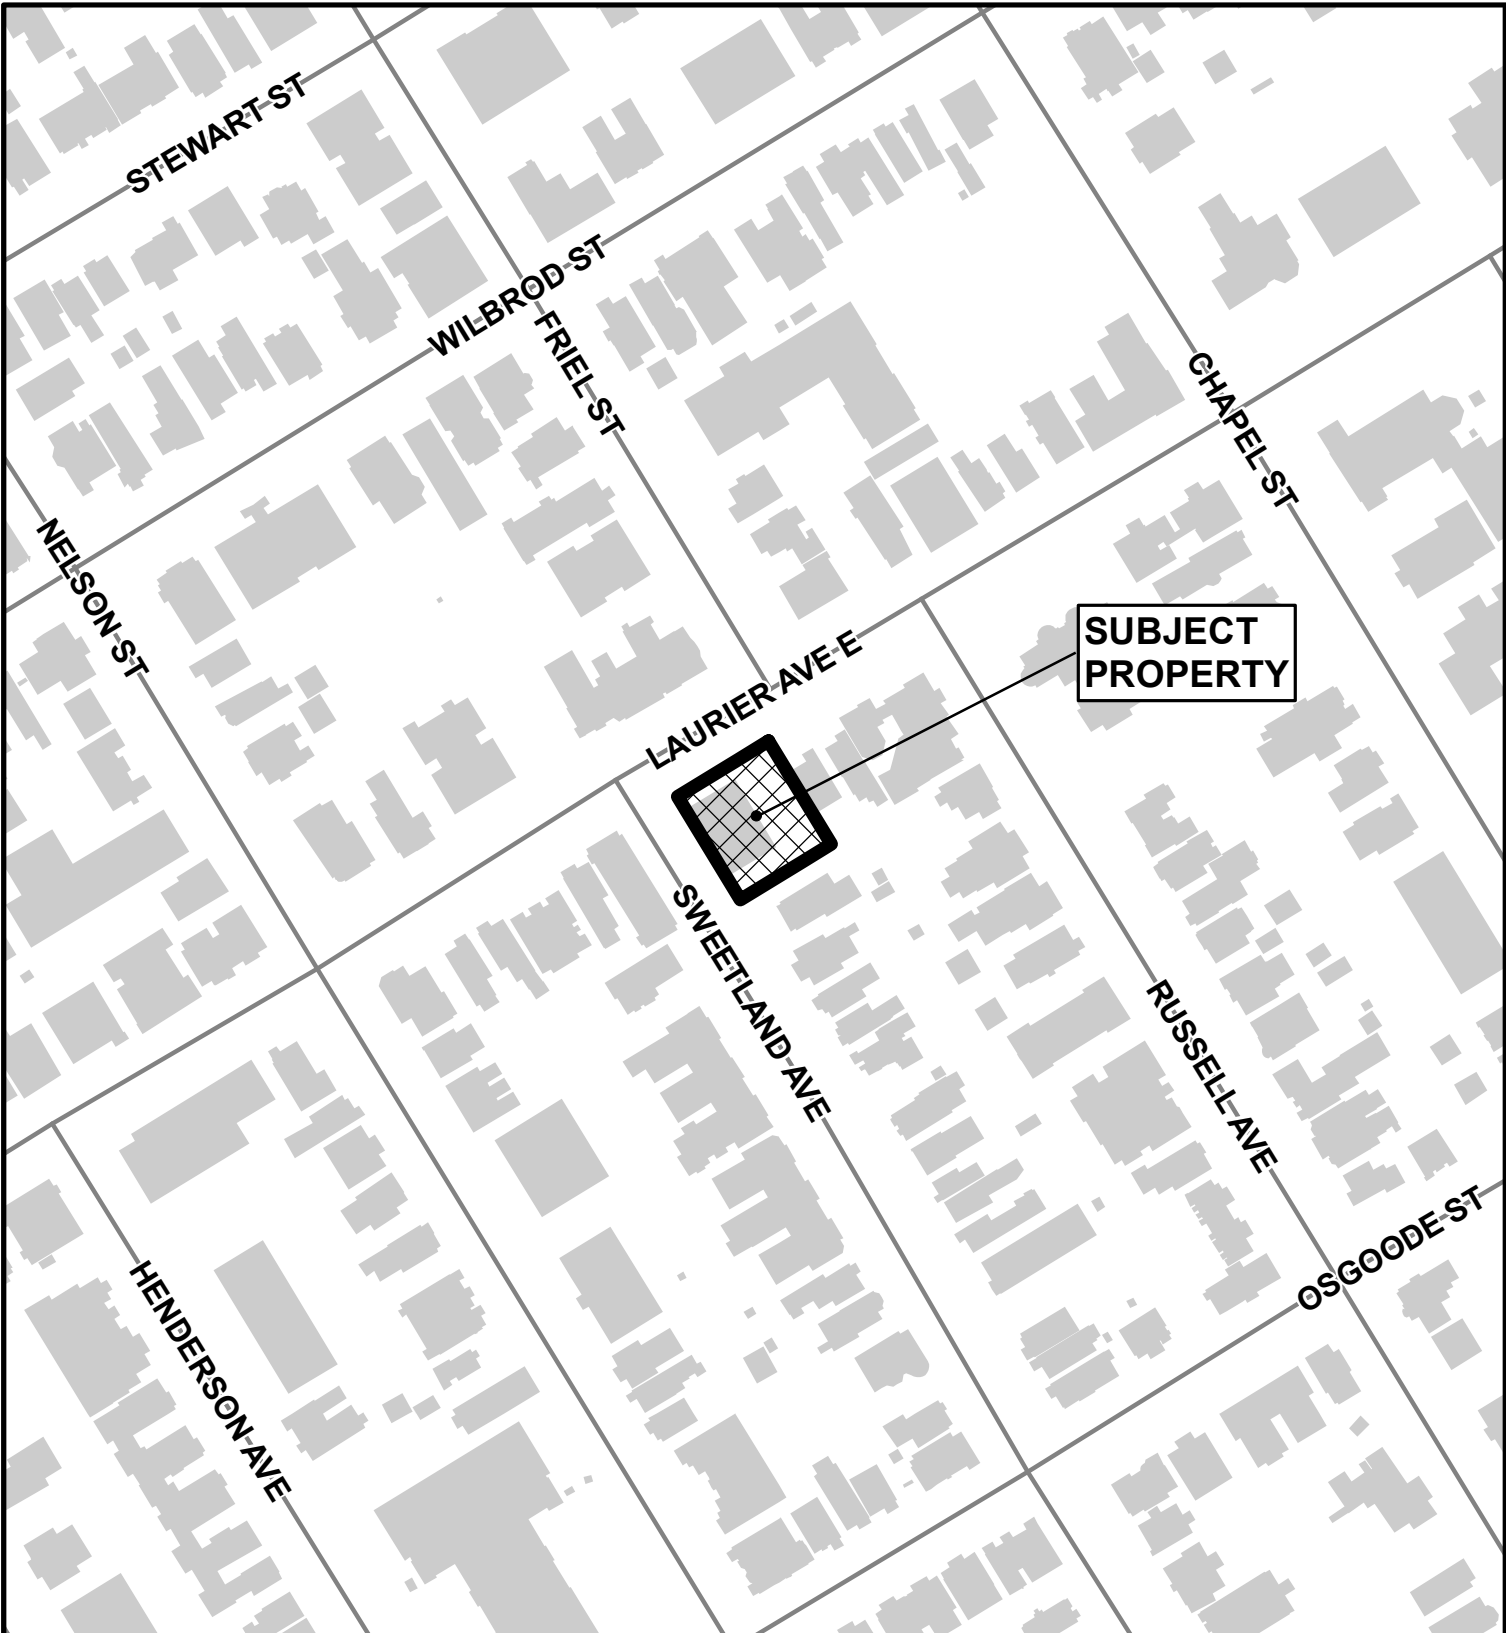 STEWART ST
WILBROD ST
FRIEL ST
CHAPEL ST
NELSON ST
SUBJECT
PROPERTY
LAURIER AVE E
SWEETLAND AVE
RUSSELL AVE
OSGOODE ST
HENDERSON AVE